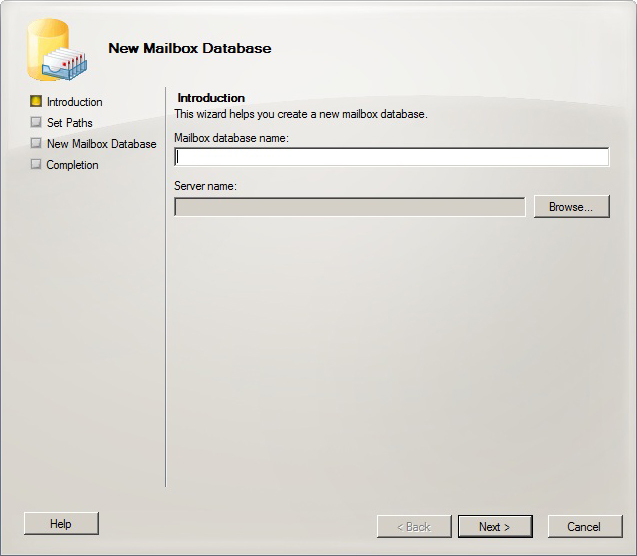 New Mailbox Database
Introduction
Set Paths
New Mailbox Database
Completion
Introduction
This wizard helps you create a new mailbox database.
Mailbox database name:
Server name:
Browse...
Help
< Back
Next >
Cancel